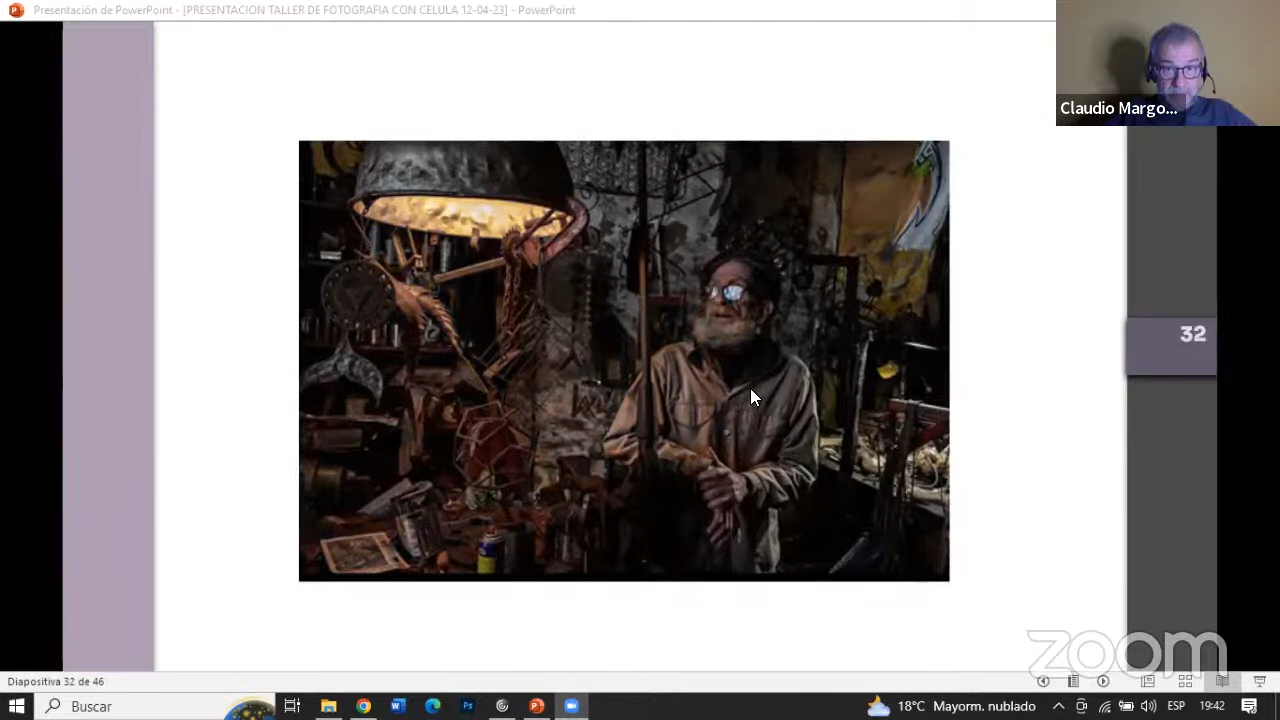 Presentación de PowerPoint - [PRESENTACION TALLER DE FOTOGRAFIA CON CELULA 12-04-23] - PowerPoint
Claudio Margo...
32
zoom
Diapositiva 32 de 46
Buscar
18°C Mayorm. nublado
ESP
19:42